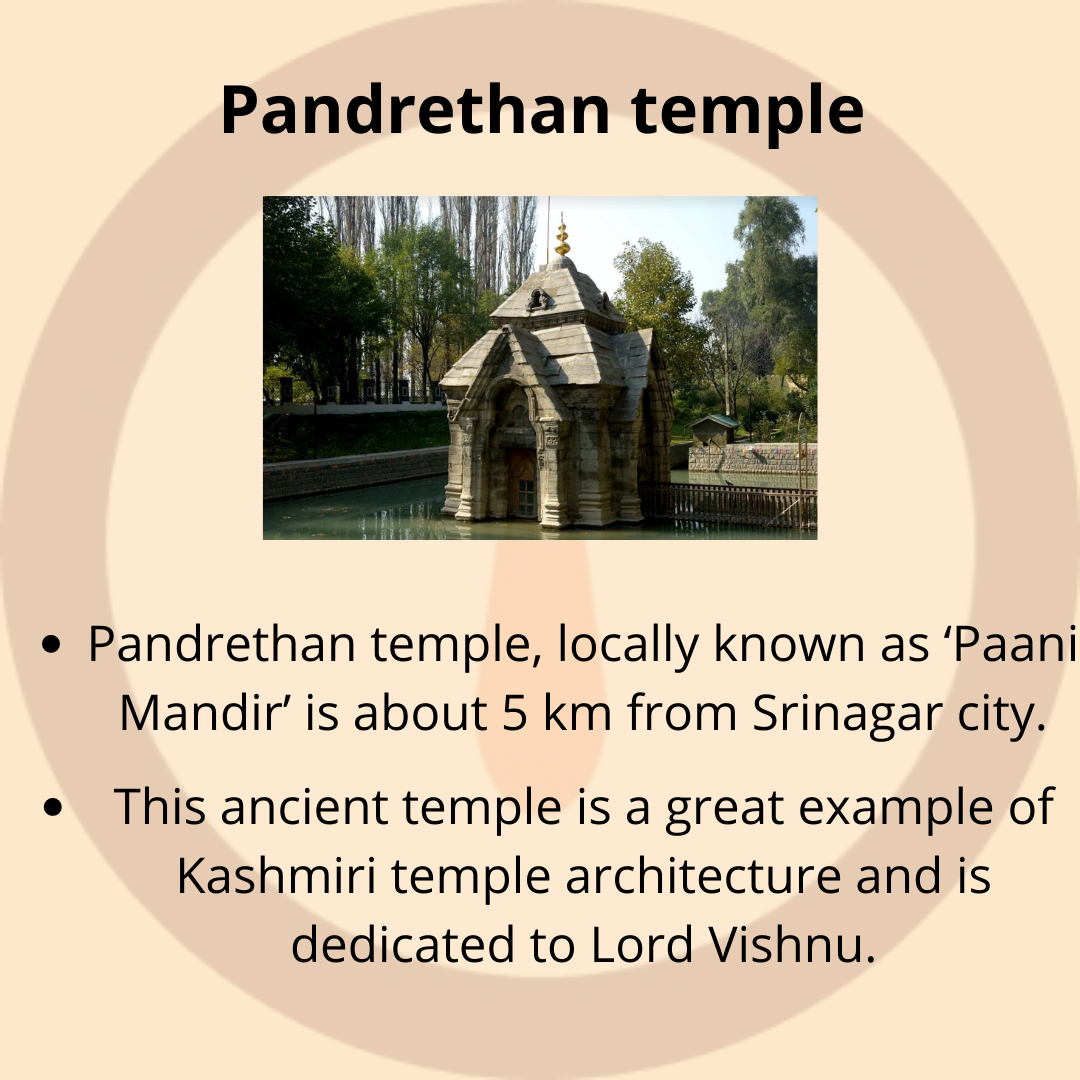 Pandrethan temple
• Pandrethan temple, locally known as ‘Paani
Mandir’ is about 5 km from Srinagar city.
• This ancient temple is a great example of
Kashmiri temple architecture and is
dedicated to Lord Vishnu.